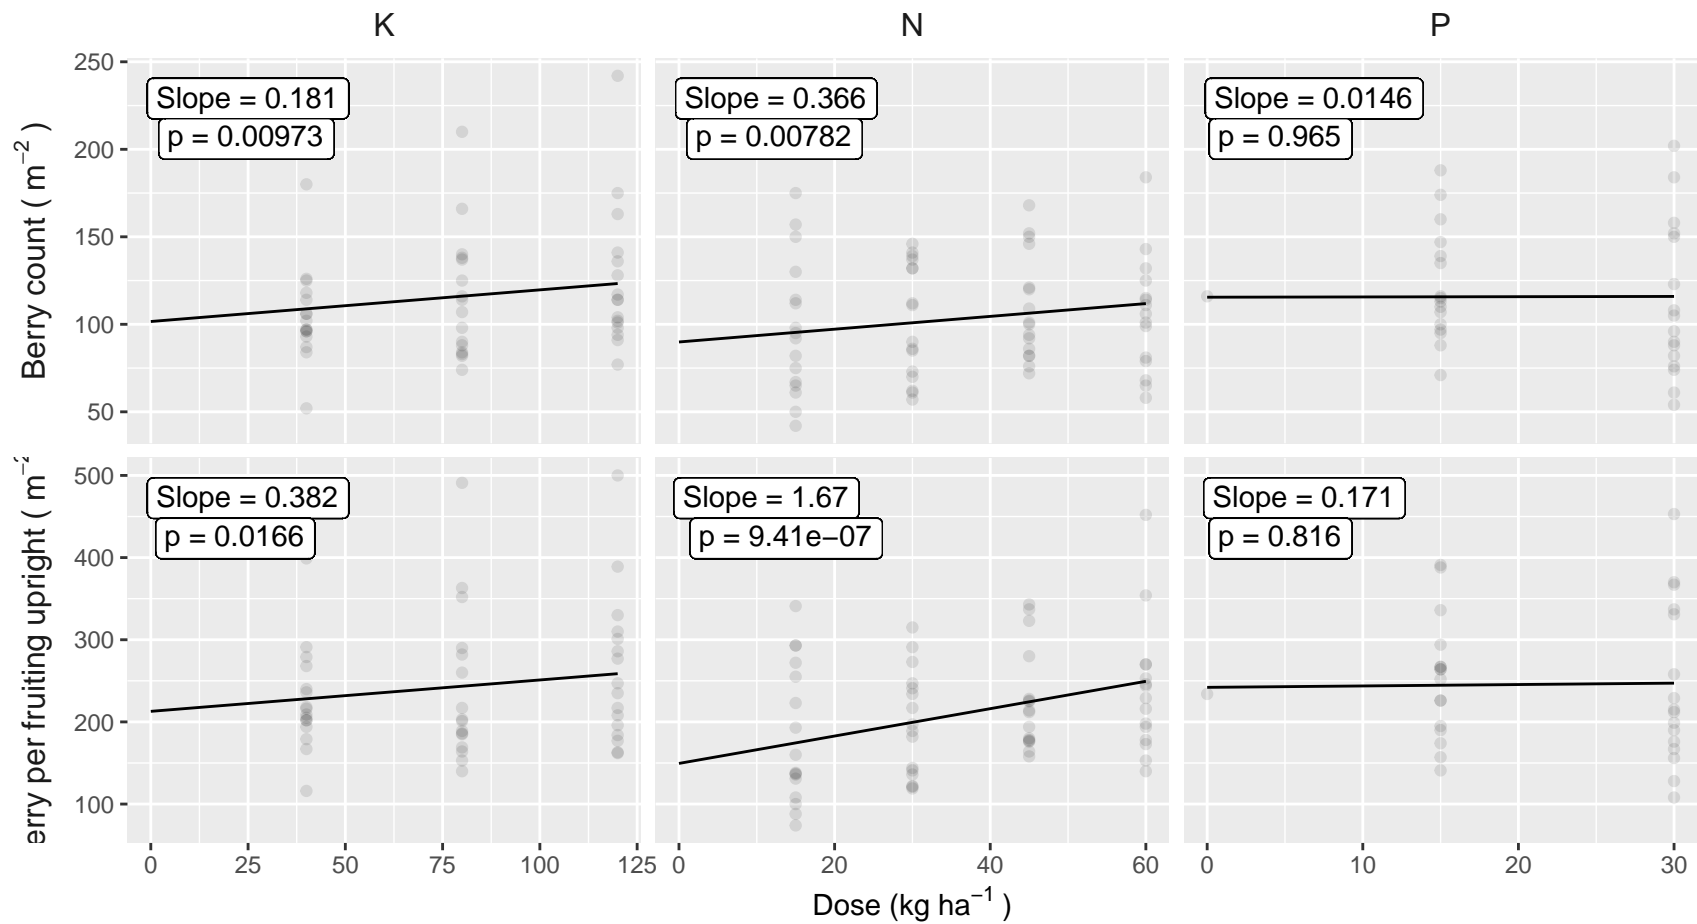 K N P
Berry count ( m⁻² )
250
200
150
100
50
Slope = 0.181
p = 0.00973
Slope = 0.366
p = 0.00782
Slope = 0.0146
p = 0.965
erry per fruiting upright ( m⁻²
500
400
300
200
100
Slope = 0.382
p = 0.0166
Slope = 1.67
p = 9.41e−07
Slope = 0.171
p = 0.816
0 25 50 75 100 125 0 20 40 60 0 10 20 30
Dose (kg ha⁻¹ )